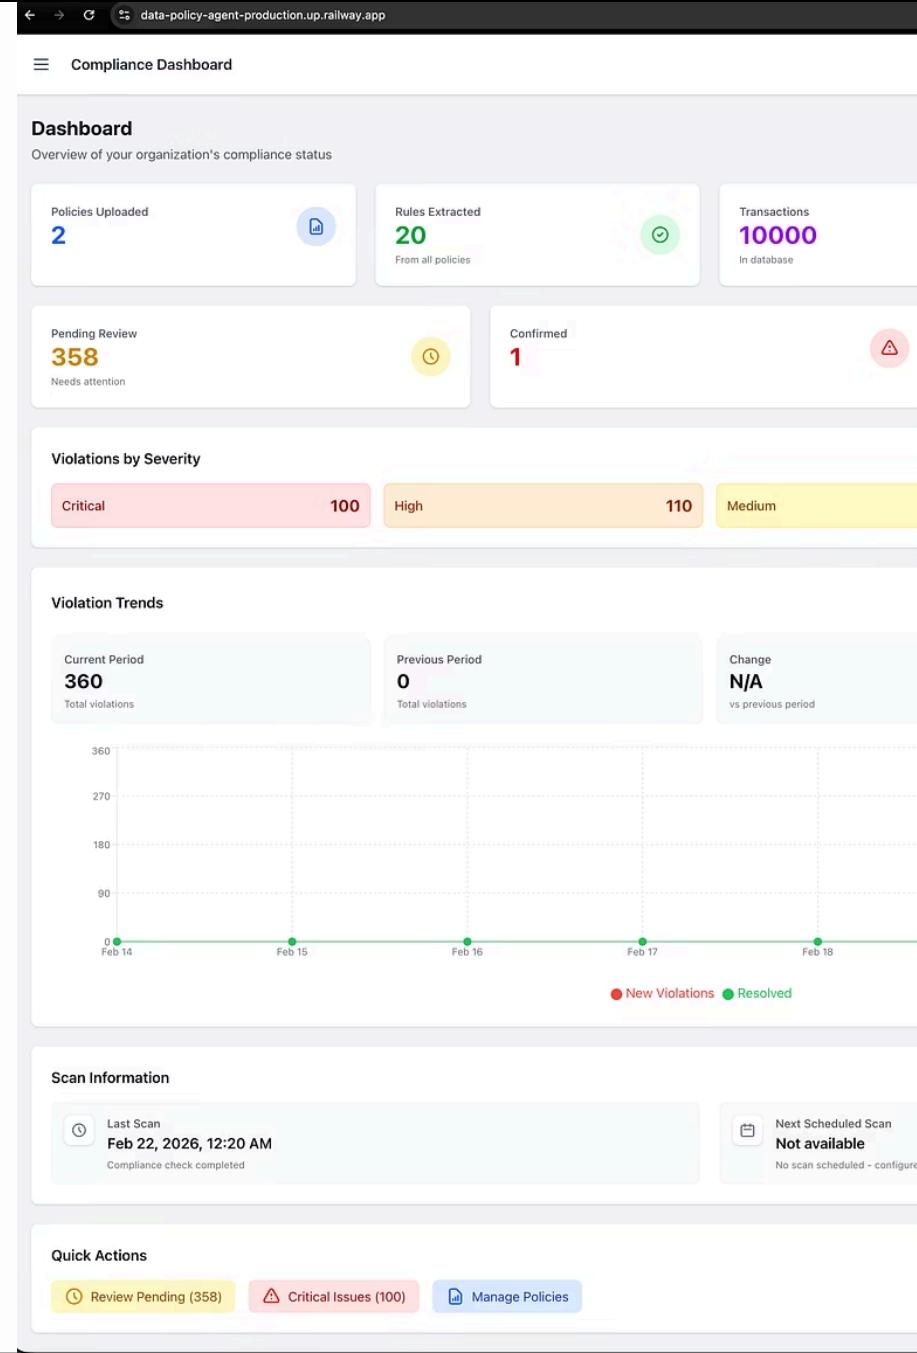 data-policy-agent-production.up.railway.app
Compliance Dashboard
Dashboard
Overview of your organization's compliance status
Policies Uploaded
2
Rules Extracted
20
From all policies
Transactions
10000
In database
Pending Review
358
Needs attention
Confirmed
1
Violations by Severity
Critical 100
High 110
Medium
Violation Trends
Current Period
360
Total violations
Previous Period
0
Total violations
Change
N/A
vs previous period
360
270
180
90
0
Feb 14 Feb 15 Feb 16 Feb 17 Feb 18
New Violations Resolved
Scan Information
Last Scan
Feb 22, 2026, 12:20 AM
Compliance check completed
Next Scheduled Scan
Not available
No scan scheduled - configure
Quick Actions
Review Pending (358) Critical Issues (100) Manage Policies